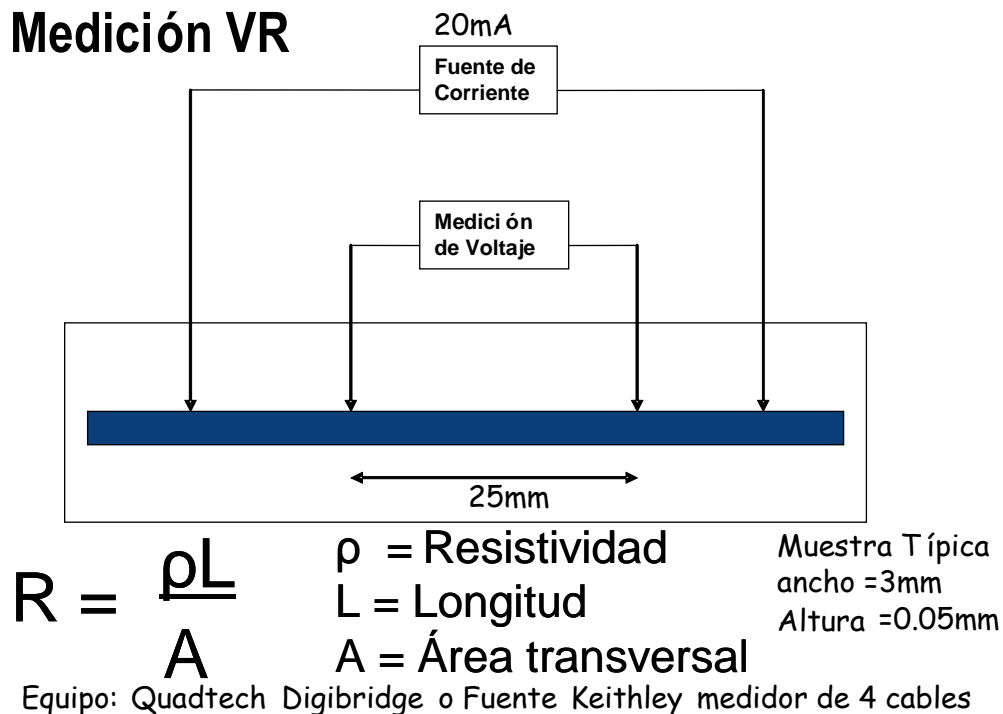 Medición VR
20mA
Fuente de
Corriente
Medici ón
de Voltaje
25mm
R = ρL
A
ρ = Resistividad
L = Longitud
A = Área transversal
Muestra Típica
ancho =3mm
Altura =0.05mm
Equipo: Quadtech Digibridge o Fuente Keithley medidor de 4 cables